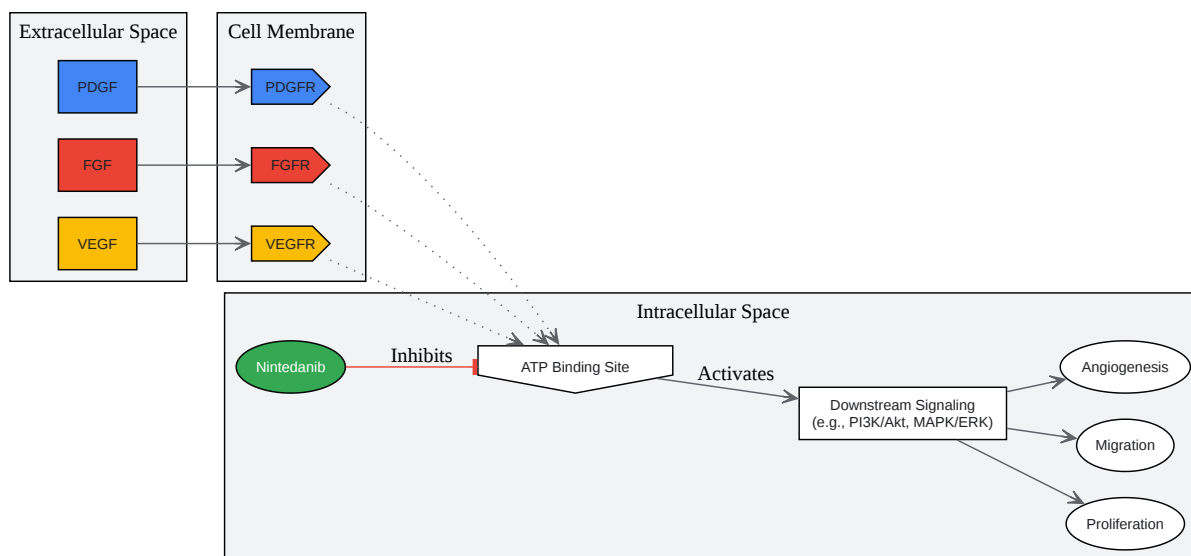 Extracellular Space
Cell Membrane
PDGF
PDGFR
FGF
FGFR
VEGF
VEGFR
Intracellular Space
Nintedanib
Inhibits
ATP Binding Site
Activates
Downstream Signaling
(e.g., PI3K/Akt, MAPK/ERK)
Angiogenesis
Migration
Proliferation